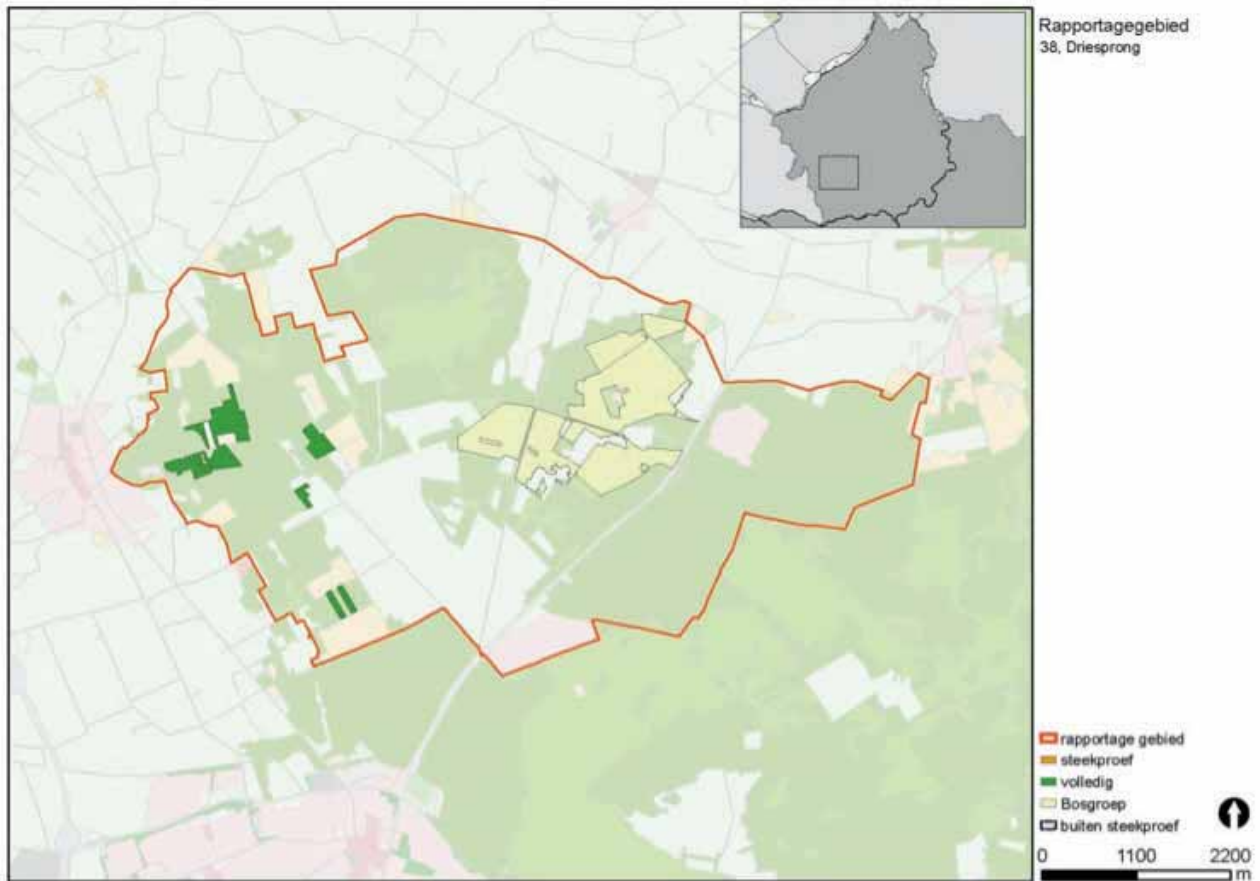 Rapportagegebied
38, Driesprong
rapportage gebied
steekproef
volledig
Bosgroep
buiten steekproef
0 1100 2200
m